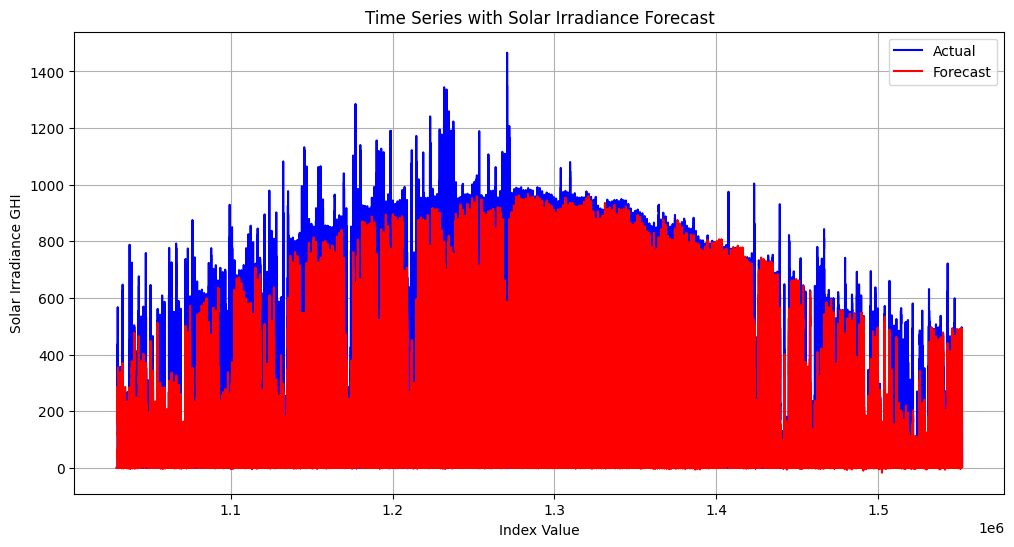 Time Series with Solar Irradiance Forecast
Actual
Forecast
Solar Irradiance GHI
1400
1200
1000
800
600
400
200
0
1.1
1.2
1.3
1.4
1.5
1e6
Index Value